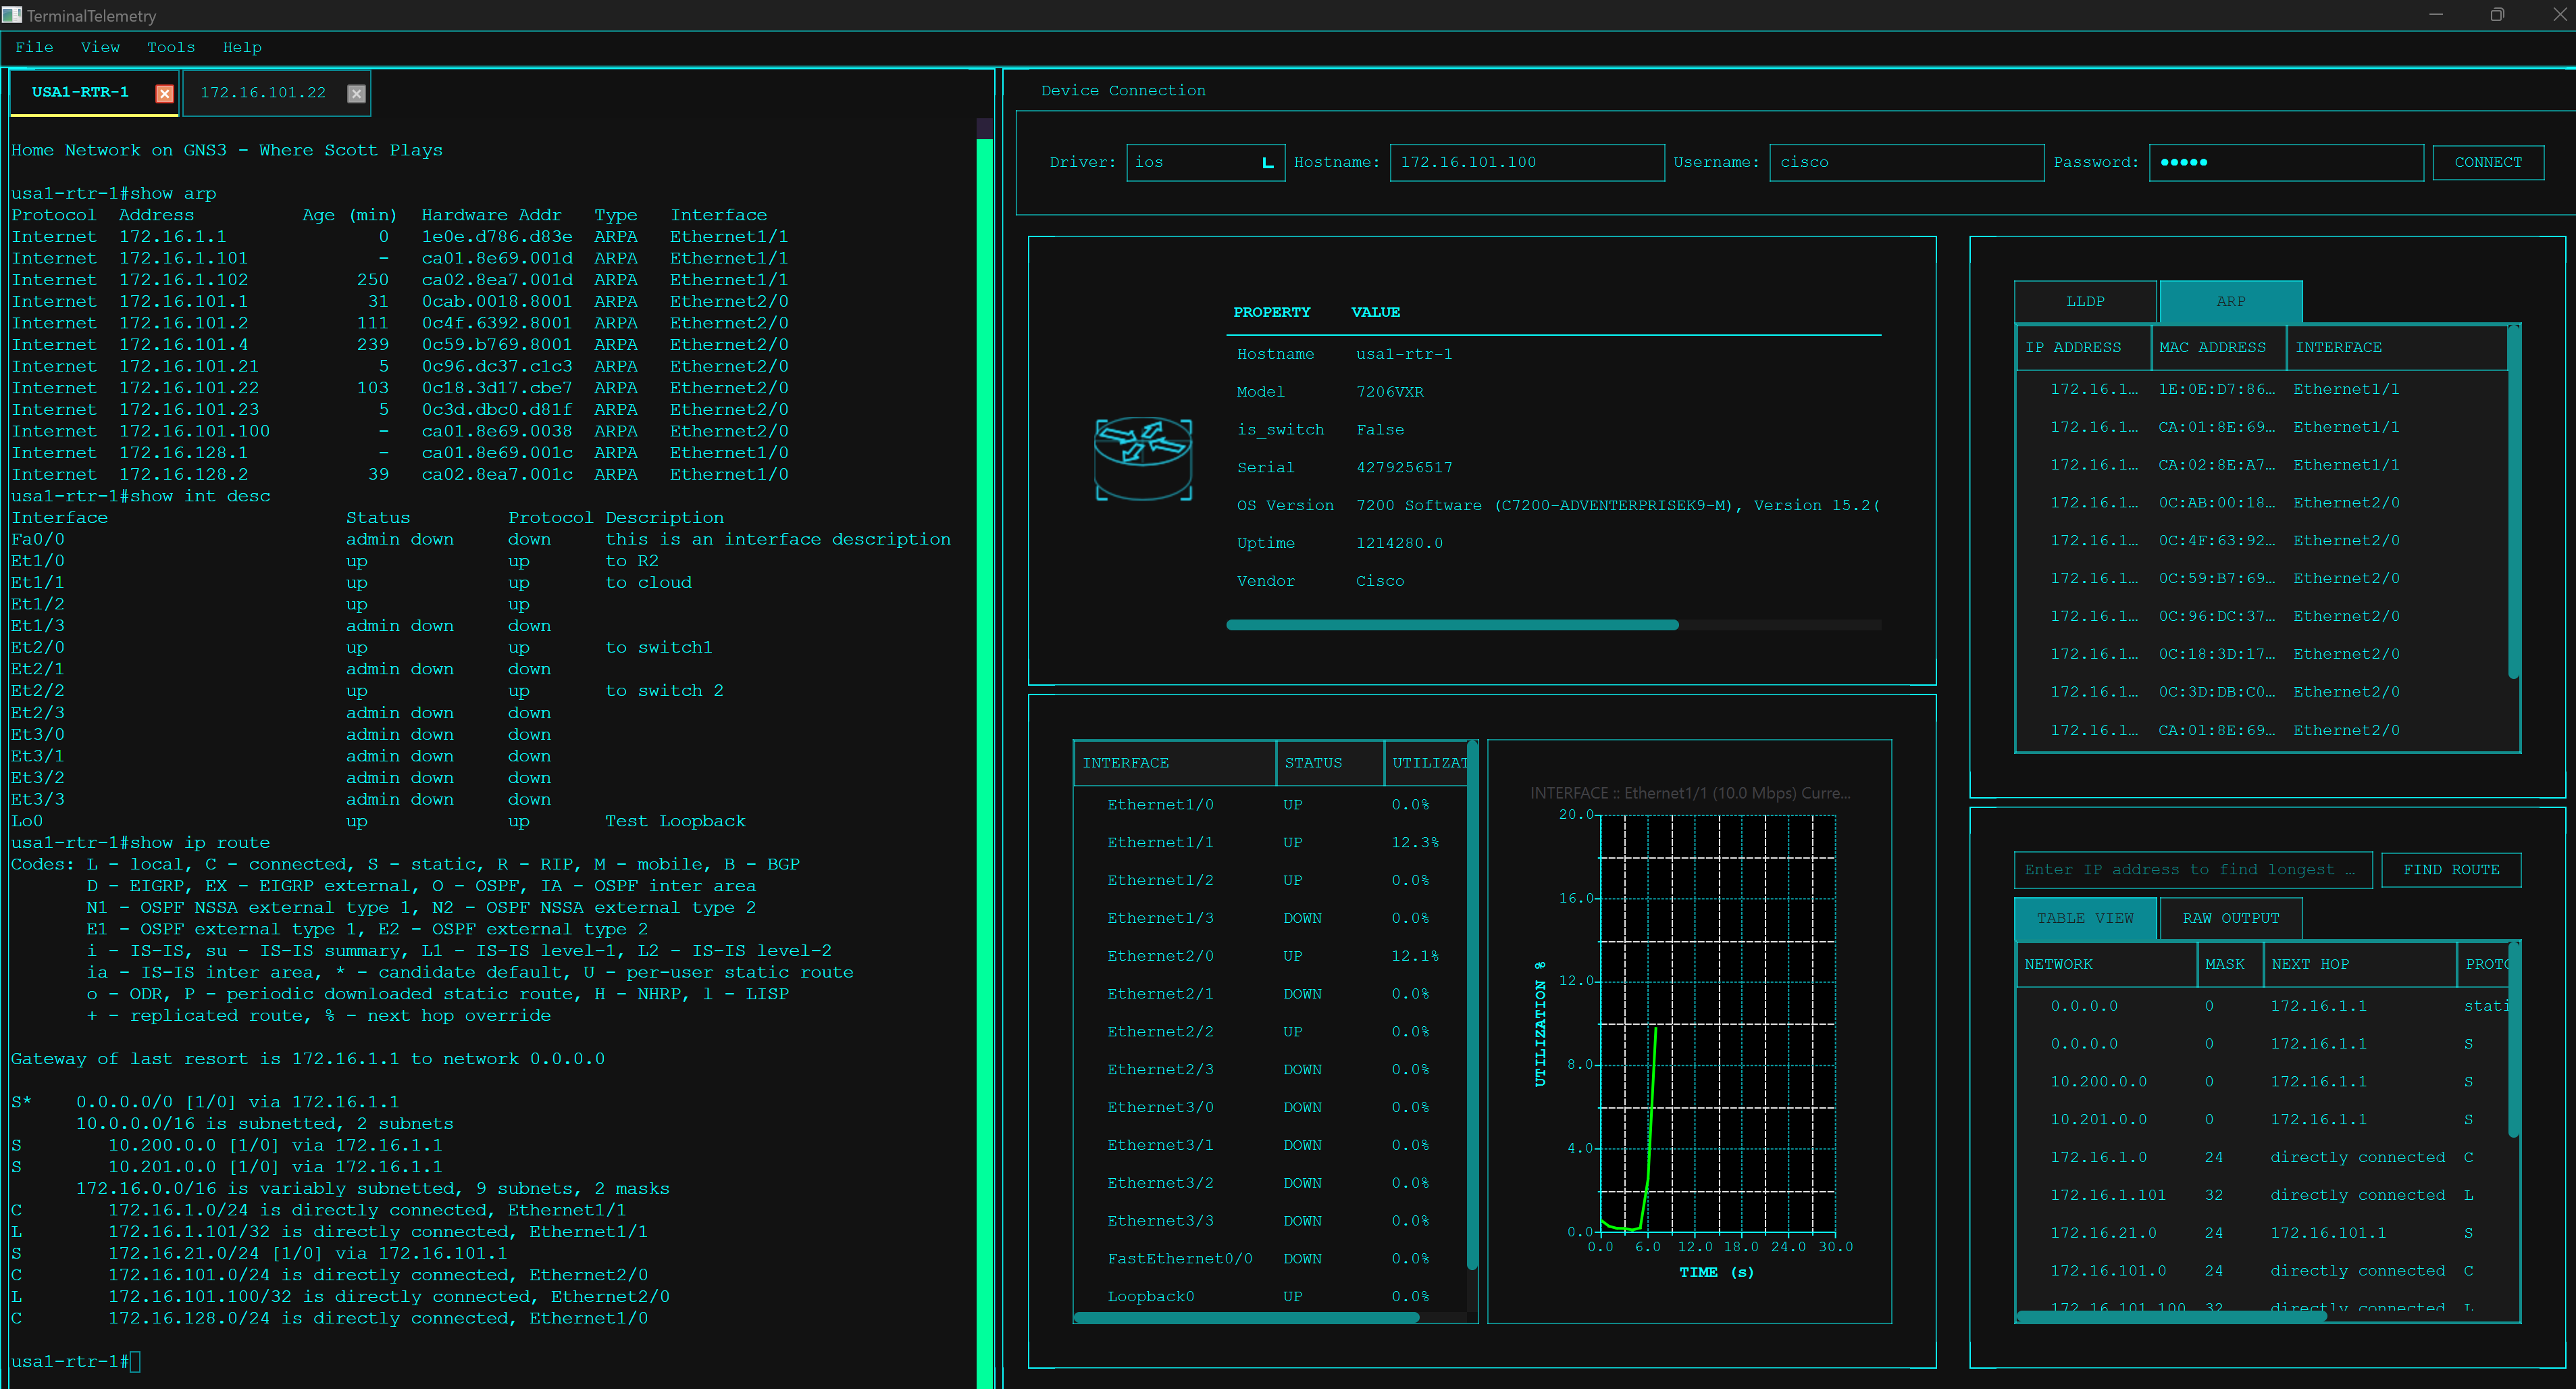 TerminalTelemetry
File View Tools Help
USA1-RTR-1 172.16.101.22
Home Network on GNS3 - Where Scott Plays
usa1-rtr-1#show arp
Protocol Address Age (min) Hardware Addr Type Interface
Internet 172.16.1.1 0 1e0e.d786.d83e ARPA Ethernet1/1
Internet 172.16.1.101 - ca01.8e69.001d ARPA Ethernet1/1
Internet 172.16.1.102 250 ca02.8ea7.001d ARPA Ethernet1/1
Internet 172.16.101.1 31 0cab.0018.8001 ARPA Ethernet2/0
Internet 172.16.101.2 111 0c4f.6392.8001 ARPA Ethernet2/0
Internet 172.16.101.4 239 0c59.b769.8001 ARPA Ethernet2/0
Internet 172.16.101.21 5 0c96.dc37.c1c3 ARPA Ethernet2/0
Internet 172.16.101.22 103 0c18.3d17.cbe7 ARPA Ethernet2/0
Internet 172.16.101.23 5 0c3d.dbc0.d81f ARPA Ethernet2/0
Internet 172.16.101.100 - ca01.8e69.0038 ARPA Ethernet2/0
Internet 172.16.128.1 - ca01.8e69.001c ARPA Ethernet1/0
Internet 172.16.128.2 39 ca02.8ea7.001c ARPA Ethernet1/0
usa1-rtr-1#show int desc
Interface Status Protocol Description
Fa0/0 admin down down this is an interface description
Et1/0 up up to R2
Et1/1 up up to cloud
Et1/2 up up
Et1/3 admin down down
Et2/0 up up to switch1
Et2/1 admin down down
Et2/2 up up to switch 2
Et2/3 admin down down
Et3/0 admin down down
Et3/1 admin down down
Et3/2 admin down down
Et3/3 admin down down
Lo0 up up Test Loopback
usa1-rtr-1#show ip route
Codes: L - local, C - connected, S - static, R - RIP, M - mobile, B - BGP
D - EIGRP, EX - EIGRP external, O - OSPF, IA - OSPF inter area
N1 - OSPF NSSA external type 1, N2 - OSPF NSSA external type 2
E1 - OSPF external type 1, E2 - OSPF external type 2
i - IS-IS, su - IS-IS summary, L1 - IS-IS level-1, L2 - IS-IS level-2
ia - IS-IS inter area, * - candidate default, U - per-user static route
o - ODR, P - periodic downloaded static route, H - NHRP, l - LISP
+ - replicated route, % - next hop override
Gateway of last resort is 172.16.1.1 to network 0.0.0.0
S* 0.0.0.0/0 [1/0] via 172.16.1.1
10.0.0.0/16 is subnetted, 2 subnets
S 10.200.0.0 [1/0] via 172.16.1.1
S 10.201.0.0 [1/0] via 172.16.1.1
172.16.0.0/16 is variably subnetted, 9 subnets, 2 masks
C 172.16.1.0/24 is directly connected, Ethernet1/1
L 172.16.1.101/32 is directly connected, Ethernet1/1
S 172.16.21.0/24 [1/0] via 172.16.101.1
C 172.16.101.0/24 is directly connected, Ethernet2/0
L 172.16.101.100/32 is directly connected, Ethernet2/0
C 172.16.128.0/24 is directly connected, Ethernet1/0
usa1-rtr-1#
Device Connection
Driver: ios Hostname: 172.16.101.100 Username: cisco Password: ●●●●● CONNECT
PROPERTY VALUE
Hostname usa1-rtr-1
Model 7206VXR
is_switch False
Serial 4279256517
OS Version 7200 Software (C7200-ADVENTERPRISEK9-M), Version 15.2(
Uptime 1214280.0
Vendor Cisco
INTERFACE STATUS UTILIZAT
Ethernet1/0 UP 0.0%
Ethernet1/1 UP 12.3%
Ethernet1/2 UP 0.0%
Ethernet1/3 DOWN 0.0%
Ethernet2/0 UP 12.1%
Ethernet2/1 DOWN 0.0%
Ethernet2/2 UP 0.0%
Ethernet2/3 DOWN 0.0%
Ethernet3/0 DOWN 0.0%
Ethernet3/1 DOWN 0.0%
Ethernet3/2 DOWN 0.0%
Ethernet3/3 DOWN 0.0%
FastEthernet0/0 DOWN 0.0%
Loopback0 UP 0.0%
INTERFACE :: Ethernet1/1 (10.0 Mbps) Curre...
20.0
16.0
12.0
8.0
4.0
0.0
UTILIZATION %
0.0 6.0 12.0 18.0 24.0 30.0
TIME (s)
LLDP ARP
IP ADDRESS MAC ADDRESS INTERFACE
172.16.1… 1E:0E:D7:86… Ethernet1/1
172.16.1… CA:01:8E:69… Ethernet1/1
172.16.1… CA:02:8E:A7… Ethernet1/1
172.16.1… 0C:AB:00:18… Ethernet2/0
172.16.1… 0C:4F:63:92… Ethernet2/0
172.16.1… 0C:59:B7:69… Ethernet2/0
172.16.1… 0C:96:DC:37… Ethernet2/0
172.16.1… 0C:18:3D:17… Ethernet2/0
172.16.1… 0C:3D:DB:C0… Ethernet2/0
172.16.1… CA:01:8E:69… Ethernet2/0
Enter IP address to find longest … FIND ROUTE
TABLE VIEW RAW OUTPUT
NETWORK MASK NEXT HOP PROTO
0.0.0.0 0 172.16.1.1 stati
0.0.0.0 0 172.16.1.1 S
10.200.0.0 0 172.16.1.1 S
10.201.0.0 0 172.16.1.1 S
172.16.1.0 24 directly connected C
172.16.1.101 32 directly connected L
172.16.21.0 24 172.16.101.1 S
172.16.101.0 24 directly connected C
172.16.101.100 32 directly connected L